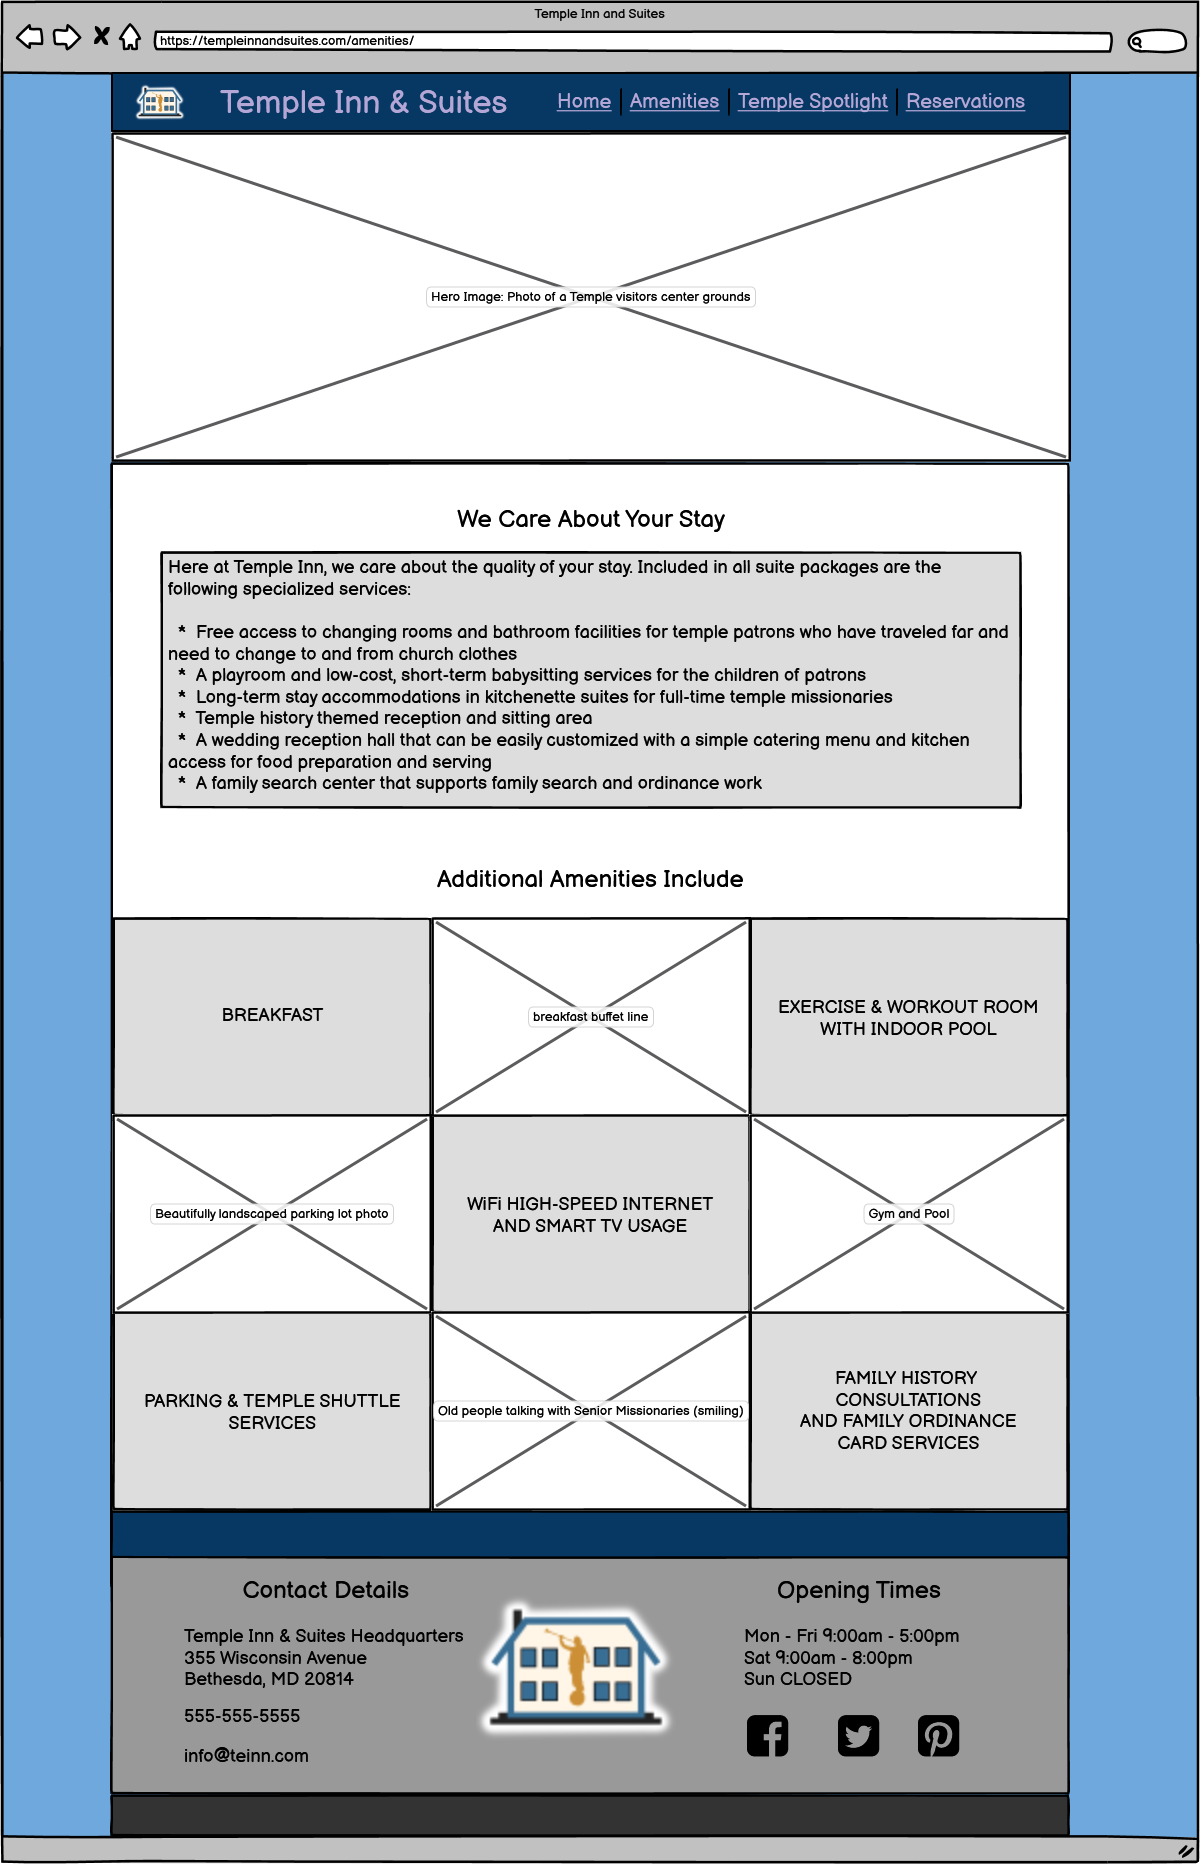 Temple Inn and Suites
https://templeinnandsuites.com/amenities/
Temple Inn & Suites
Home
Amenities
Temple Spotlight
Reservations
Hero Image: Photo of a Temple visitors center grounds
We Care About Your Stay
Here at Temple Inn, we care about the quality of your stay. Included in all suite packages are the
following specialized services:
* Free access to changing rooms and bathroom facilities for temple patrons who have traveled far and
need to change to and from church clothes
* A playroom and low-cost, short-term babysitting services for the children of patrons
* Long-term stay accommodations in kitchenette suites for full-time temple missionaries
* Temple history themed reception and sitting area
* A wedding reception hall that can be easily customized with a simple catering menu and kitchen
access for food preparation and serving
* A family search center that supports family search and ordinance work
Additional Amenities Include
BREAKFAST
breakfast buffet line
EXERCISE & WORKOUT ROOM
WITH INDOOR POOL
Beautifully landscaped parking lot photo
WiFi HIGH-SPEED INTERNET
AND SMART TV USAGE
Gym and Pool
PARKING & TEMPLE SHUTTLE
SERVICES
Old people talking with Senior Missionaries (smiling)
FAMILY HISTORY
CONSULTATIONS
AND FAMILY ORDINANCE
CARD SERVICES
Contact Details
Temple Inn & Suites Headquarters
355 Wisconsin Avenue
Bethesda, MD 20814
555-555-5555
info@teinn.com
Opening Times
Mon - Fri 9:00am - 5:00pm
Sat 9:00am - 8:00pm
Sun CLOSED